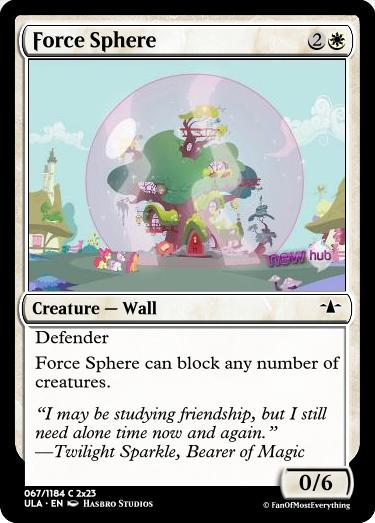 Force Sphere
2
new hub
Creature — Wall
Defender
Force Sphere can block any number of
creatures.
“I may be studying friendship, but I still
need alone time now and again.”
—Twilight Sparkle, Bearer of Magic
0/6
067/1184 C 2x23
ULA • EN Hasbro Studios
© FanOfMostEverything